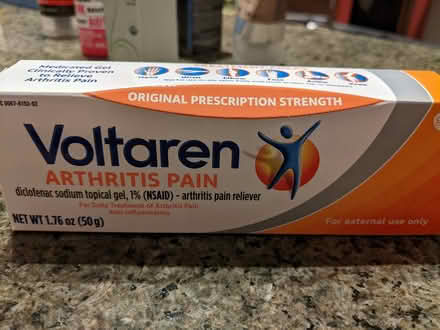 Medicated Gel
Clinically Proven
to Relieve
Arthritis Pain
ORIGINAL PRESCRIPTION STRENGTH
Voltaren
ARTHRITIS PAIN
diclofenac sodium topical gel, 1% (NSAID) - arthritis pain reliever
For Daily Treatment of Arthritis Pain
Anti-inflammatory
NET WT 1.76 oz (50 g)
For external use only